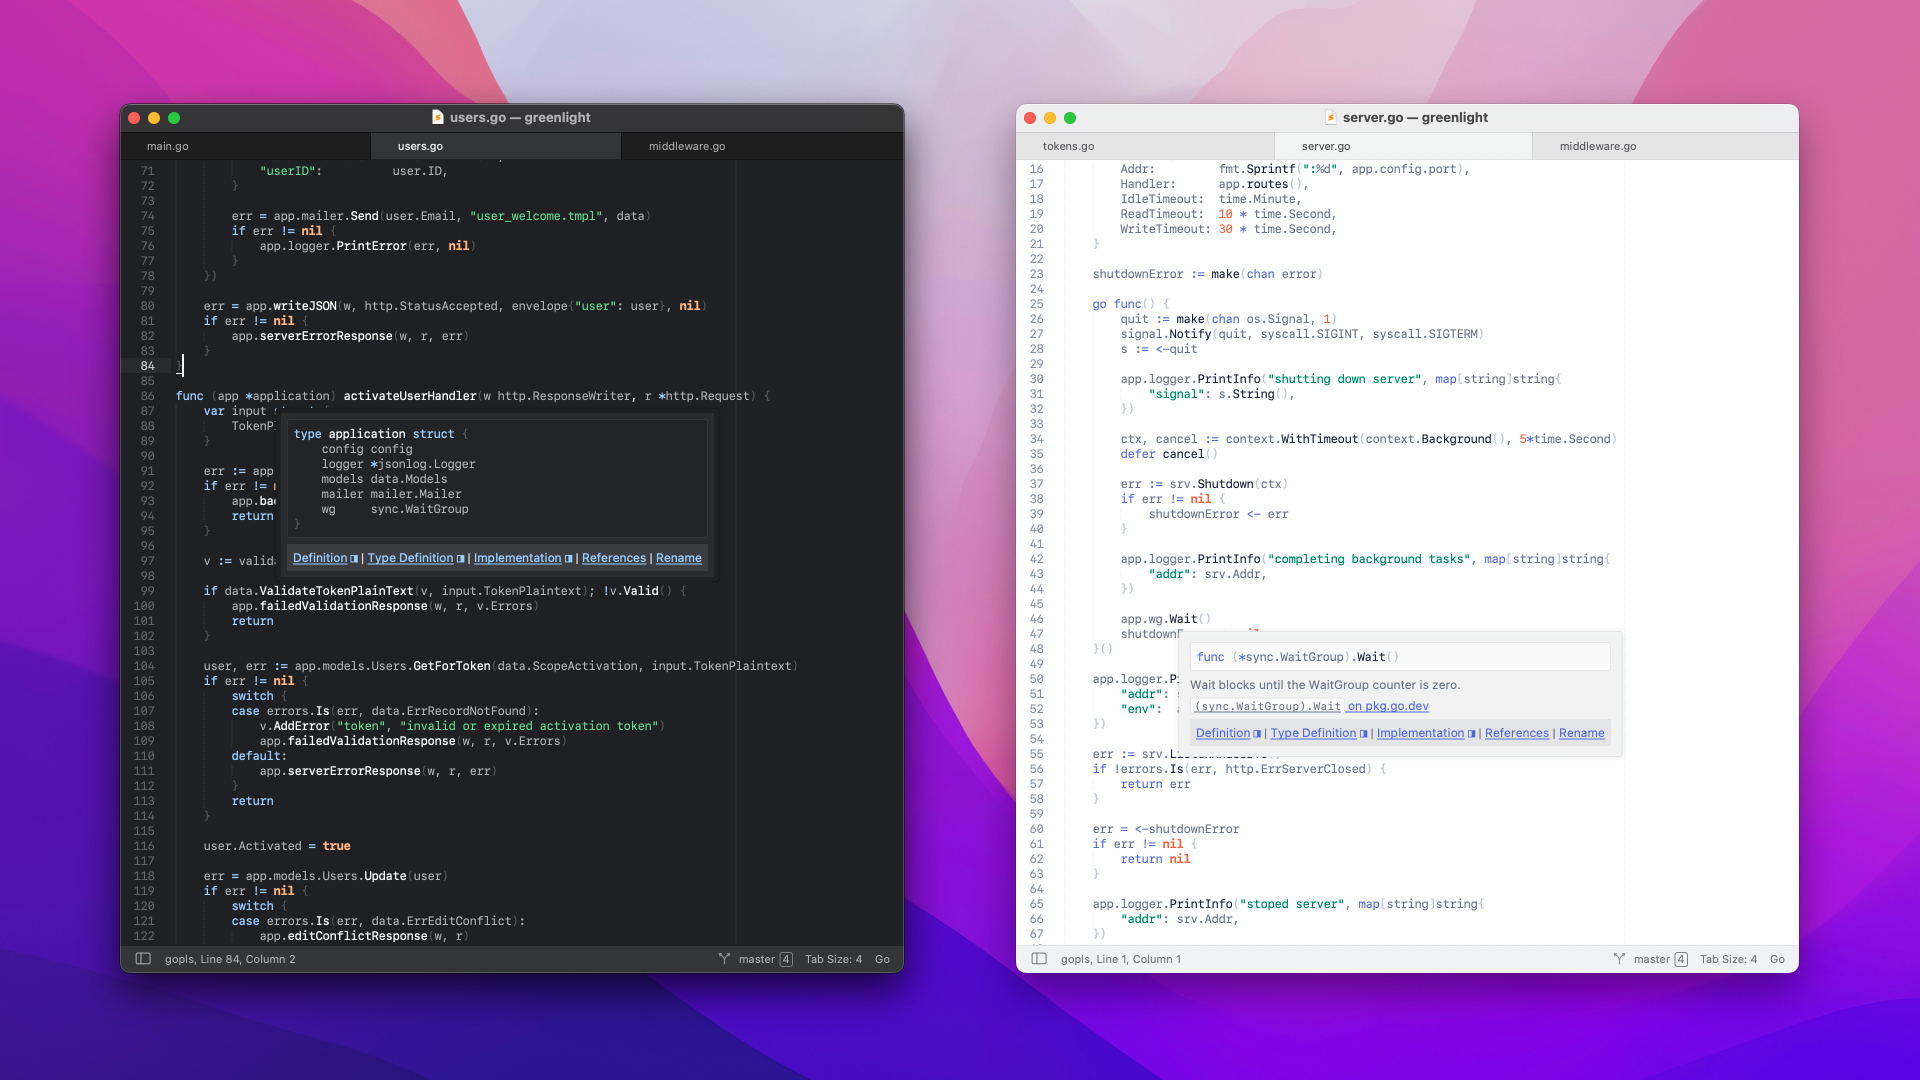 users.go — greenlight
main.go
users.go
middleware.go
71 "userID": user.ID,
72 }
73
74 err = app.mailer.Send(user.Email, "user_welcome.tmpl", data)
75 if err != nil {
76 app.logger.PrintError(err, nil)
77 }
78 })
79
80 err = app.writeJSON(w, http.StatusAccepted, envelope{"user": user}, nil)
81 if err != nil {
82 app.serverErrorResponse(w, r, err)
83 }
84 }
85
86 func (app *application) activateUserHandler(w http.ResponseWriter, r *http.Request) {
87 var input
88 TokenP
89 }
90
91 err := app
92 if err !=
93 app.ba
94 return
95 }
96
97 v := valid
98
99 if data.ValidateTokenPlainText(v, input.TokenPlaintext); !v.Valid() {
100 app.failedValidationResponse(w, r, v.Errors)
101 return
102 }
103
104 user, err := app.models.Users.GetForToken(data.ScopeActivation, input.TokenPlaintext)
105 if err != nil {
106 switch {
107 case errors.Is(err, data.ErrRecordNotFound):
108 v.AddError("token", "invalid or expired activation token")
109 app.failedValidationResponse(w, r, v.Errors)
110 default:
111 app.serverErrorResponse(w, r, err)
112 }
113 return
114 }
115
116 user.Activated = true
117
118 err = app.models.Users.Update(user)
119 if err != nil {
120 switch {
121 case errors.Is(err, data.ErrEditConflict):
122 app.editConflictResponse(w, r)
type application struct {
config config
logger *jsonlog.Logger
models data.Models
mailer mailer.Mailer
wg sync.WaitGroup
}
Definition | Type Definition | Implementation | References | Rename
gopls, Line 84, Column 2
master 4 Tab Size: 4 Go
server.go — greenlight
tokens.go
server.go
middleware.go
16 Addr: fmt.Sprintf(":%d", app.config.port),
17 Handler: app.routes(),
18 IdleTimeout: time.Minute,
19 ReadTimeout: 10 * time.Second,
20 WriteTimeout: 30 * time.Second,
21 }
22
23 shutdownError := make(chan error)
24
25 go func() {
26 quit := make(chan os.Signal, 1)
27 signal.Notify(quit, syscall.SIGINT, syscall.SIGTERM)
28 s := <-quit
29
30 app.logger.PrintInfo("shutting down server", map[string]string{
31 "signal": s.String(),
32 })
33
34 ctx, cancel := context.WithTimeout(context.Background(), 5*time.Second)
35 defer cancel()
36
37 err := srv.Shutdown(ctx)
38 if err != nil {
39 shutdownError <- err
40 }
41
42 app.logger.PrintInfo("completing background tasks", map[string]string{
43 "addr": srv.Addr,
44 })
45
46 app.wg.Wait()
47 shutdown
48 }()
49
50 app.logger.P
51 "addr":
52 "env":
53 })
54
55 err := srv.
56 if !errors.Is(err, http.ErrServerClosed) {
57 return err
58 }
59
60 err = <-shutdownError
61 if err != nil {
62 return nil
63 }
64
65 app.logger.PrintInfo("stoped server", map[string]string{
66 "addr": srv.Addr,
67 })
func (*sync.WaitGroup).Wait()
Wait blocks until the WaitGroup counter is zero.
(sync.WaitGroup).Wait on pkg.go.dev
Definition | Type Definition | Implementation | References | Rename
gopls, Line 1, Column 1
master 4 Tab Size: 4 Go